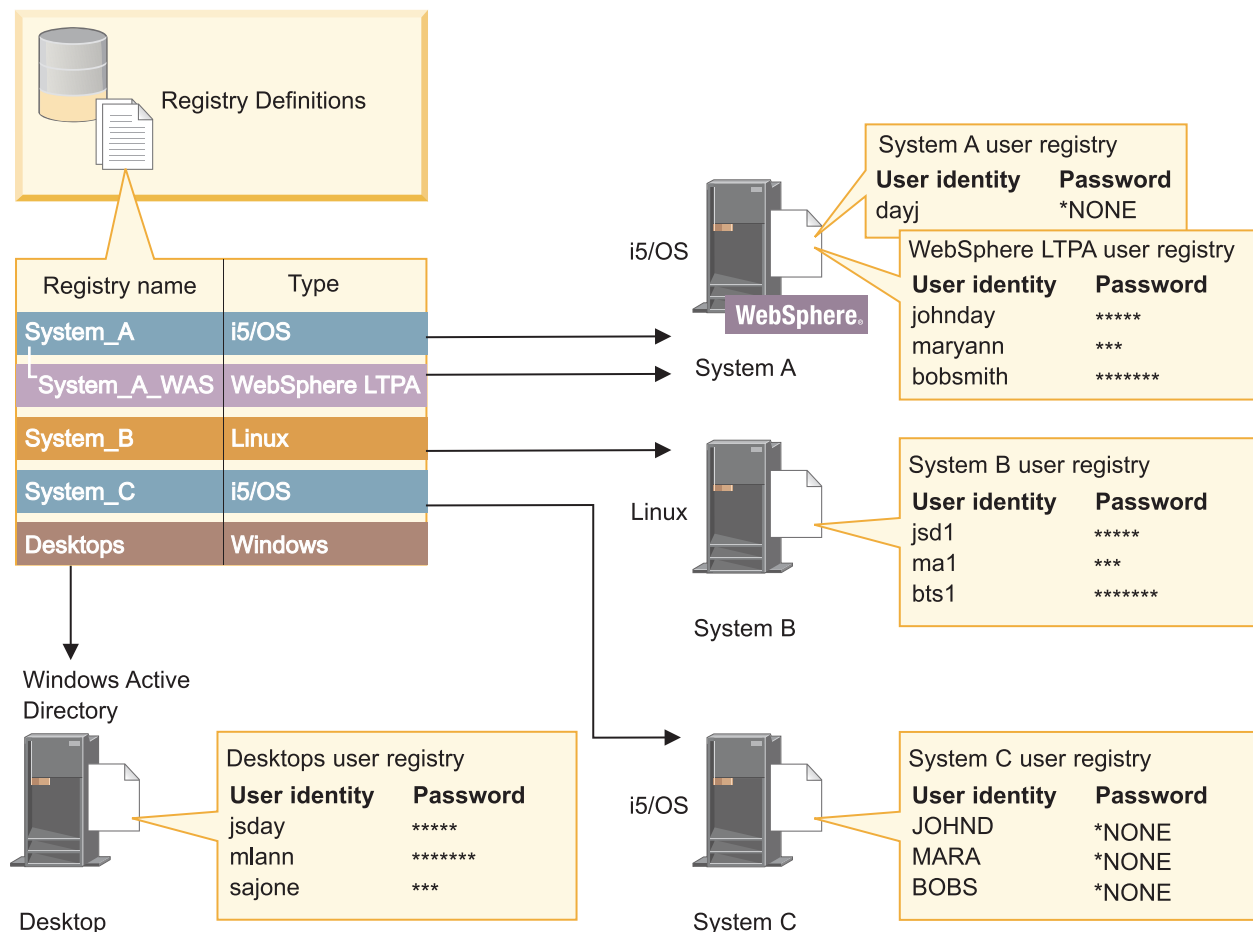 Registry Definitions
Registry name Type
System_A i5/OS
System_A_WAS WebSphere LTPA
System_B Linux
System_C i5/OS
Desktops Windows
Windows Active
Directory
Desktop
Desktops user registry
User identity Password
jsday *****
mlann *******
sajone ***
i5/OS
WebSphere®
System A
System A user registry
User identity Password
dayj *NONE
WebSphere LTPA user registry
User identity Password
johnday *****
maryann ***
bobsmith *******
Linux
System B
System B user registry
User identity Password
jsd1 *****
ma1 ***
bts1 *******
i5/OS
System C
System C user registry
User identity Password
JOHND *NONE
MARA *NONE
BOBS *NONE